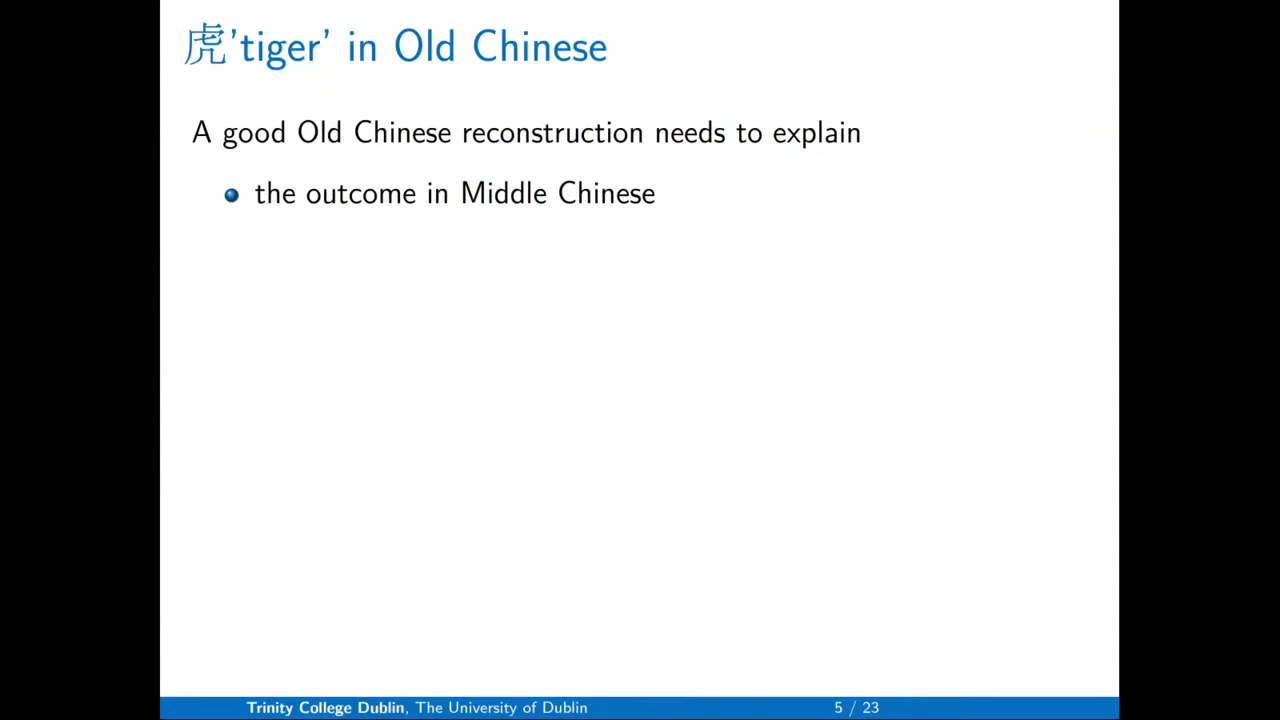 虎'tiger' in Old Chinese
A good Old Chinese reconstruction needs to explain
the outcome in Middle Chinese
Trinity College Dublin, The University of Dublin 5 / 23